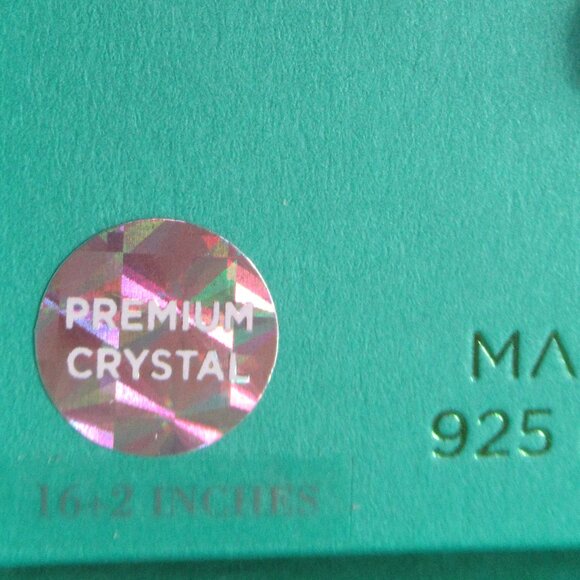 PREMIUM
CRYSTAL
MA
925
16+2 INCHES